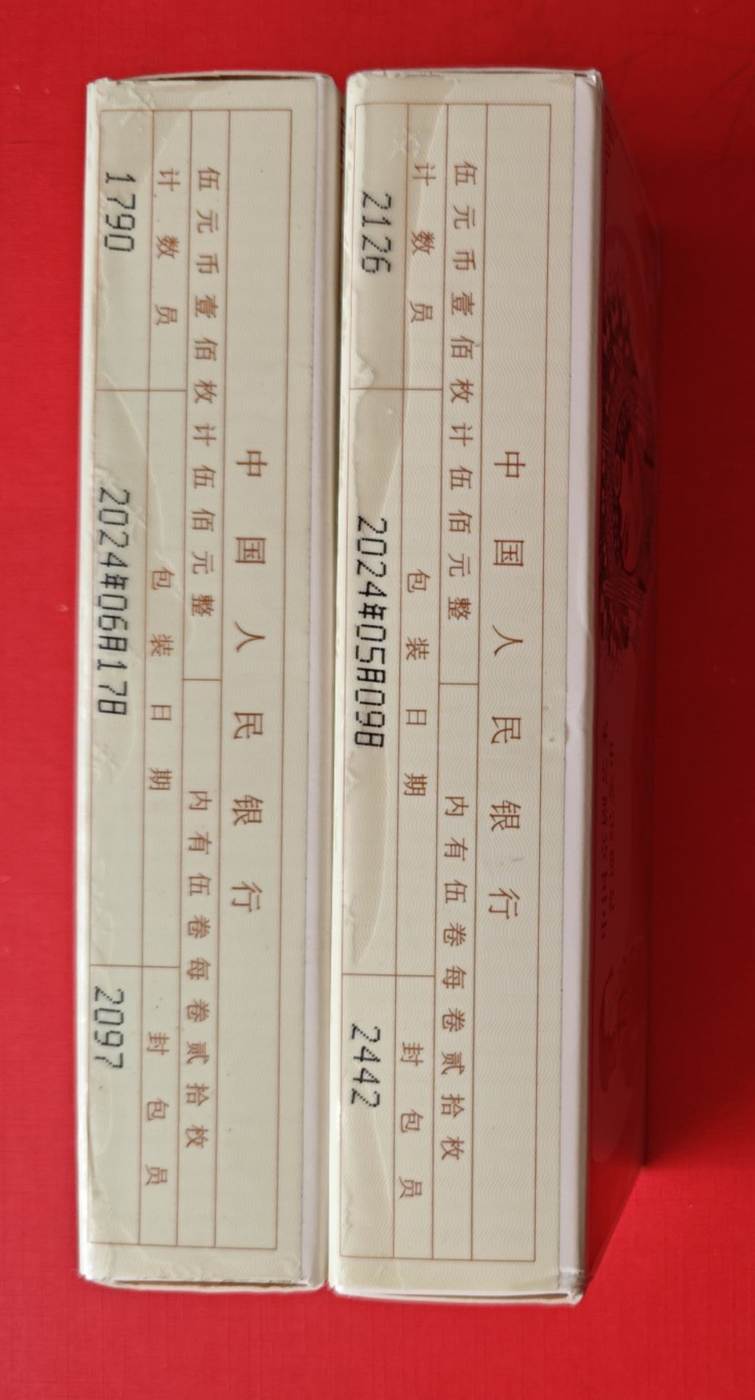 中国人民银行
伍元币壹佰枚计伍佰元整 内有伍卷每卷贰拾枚
计数员 包装日期 封包员
2126 2024年05月09日 2442
中国人民银行
伍元币壹佰枚计伍佰元整 内有伍卷每卷贰拾枚
计数员 包装日期 封包员
1790 2024年06月17日 2097